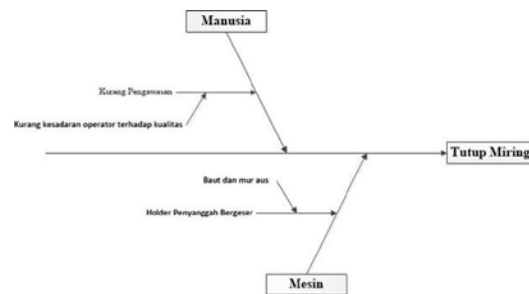 Manusia
Kurang Pengawasan
Kurang kesadaran operator terhadap kualitas
Tutup Miring
Baut dan mur aus
Holder Penyanggah Bergeser
Mesin